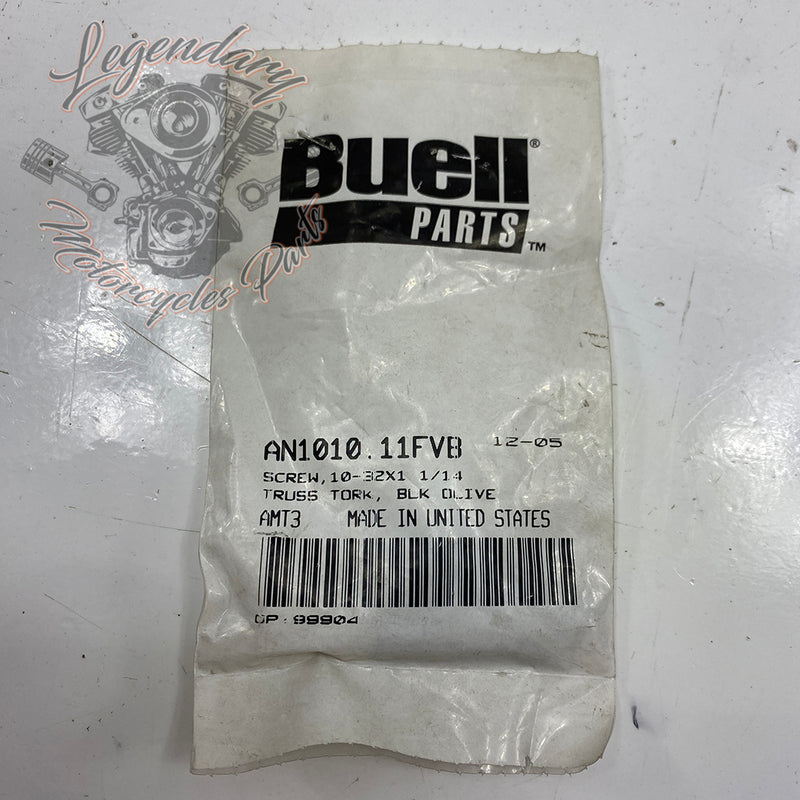 Legendary
Motorcycles Parts
Buell®
PARTS™
AN1010.11FVB 12-05
SCREW,10-32X1 1/14
TRUSS TORK, BLK OLIVE
AMT3 MADE IN UNITED STATES
OP:99904